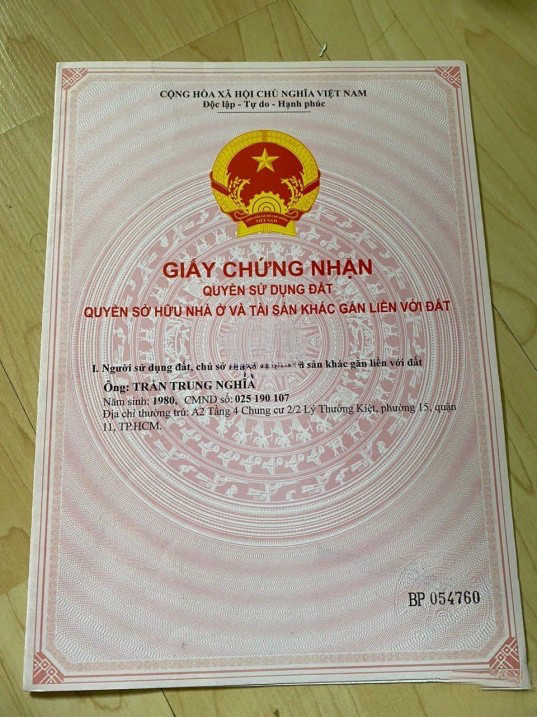 CỘNG HÒA XÃ HỘI CHỦ NGHĨA VIỆT NAM
Độc lập - Tự do - Hạnh phúc
VIỆT NAM
GIẤY CHỨNG NHẬN
QUYỀN SỬ DỤNG ĐẤT
QUYỀN SỞ HỮU NHÀ Ở VÀ TÀI SẢN KHÁC GẮN LIỀN VỚI ĐẤT
I. Người sử dụng đất, chủ sở sản khác gắn liền với đất
Ông: TRẦN TRUNG NGHĨA
Năm sinh: 1980, CMND số: 025 190 107
Địa chỉ thường trú: A2 Tầng 4 Chung cư 2/2 Lý Thường Kiệt, phường 15, quận
11, TP.HCM.
BP 054760